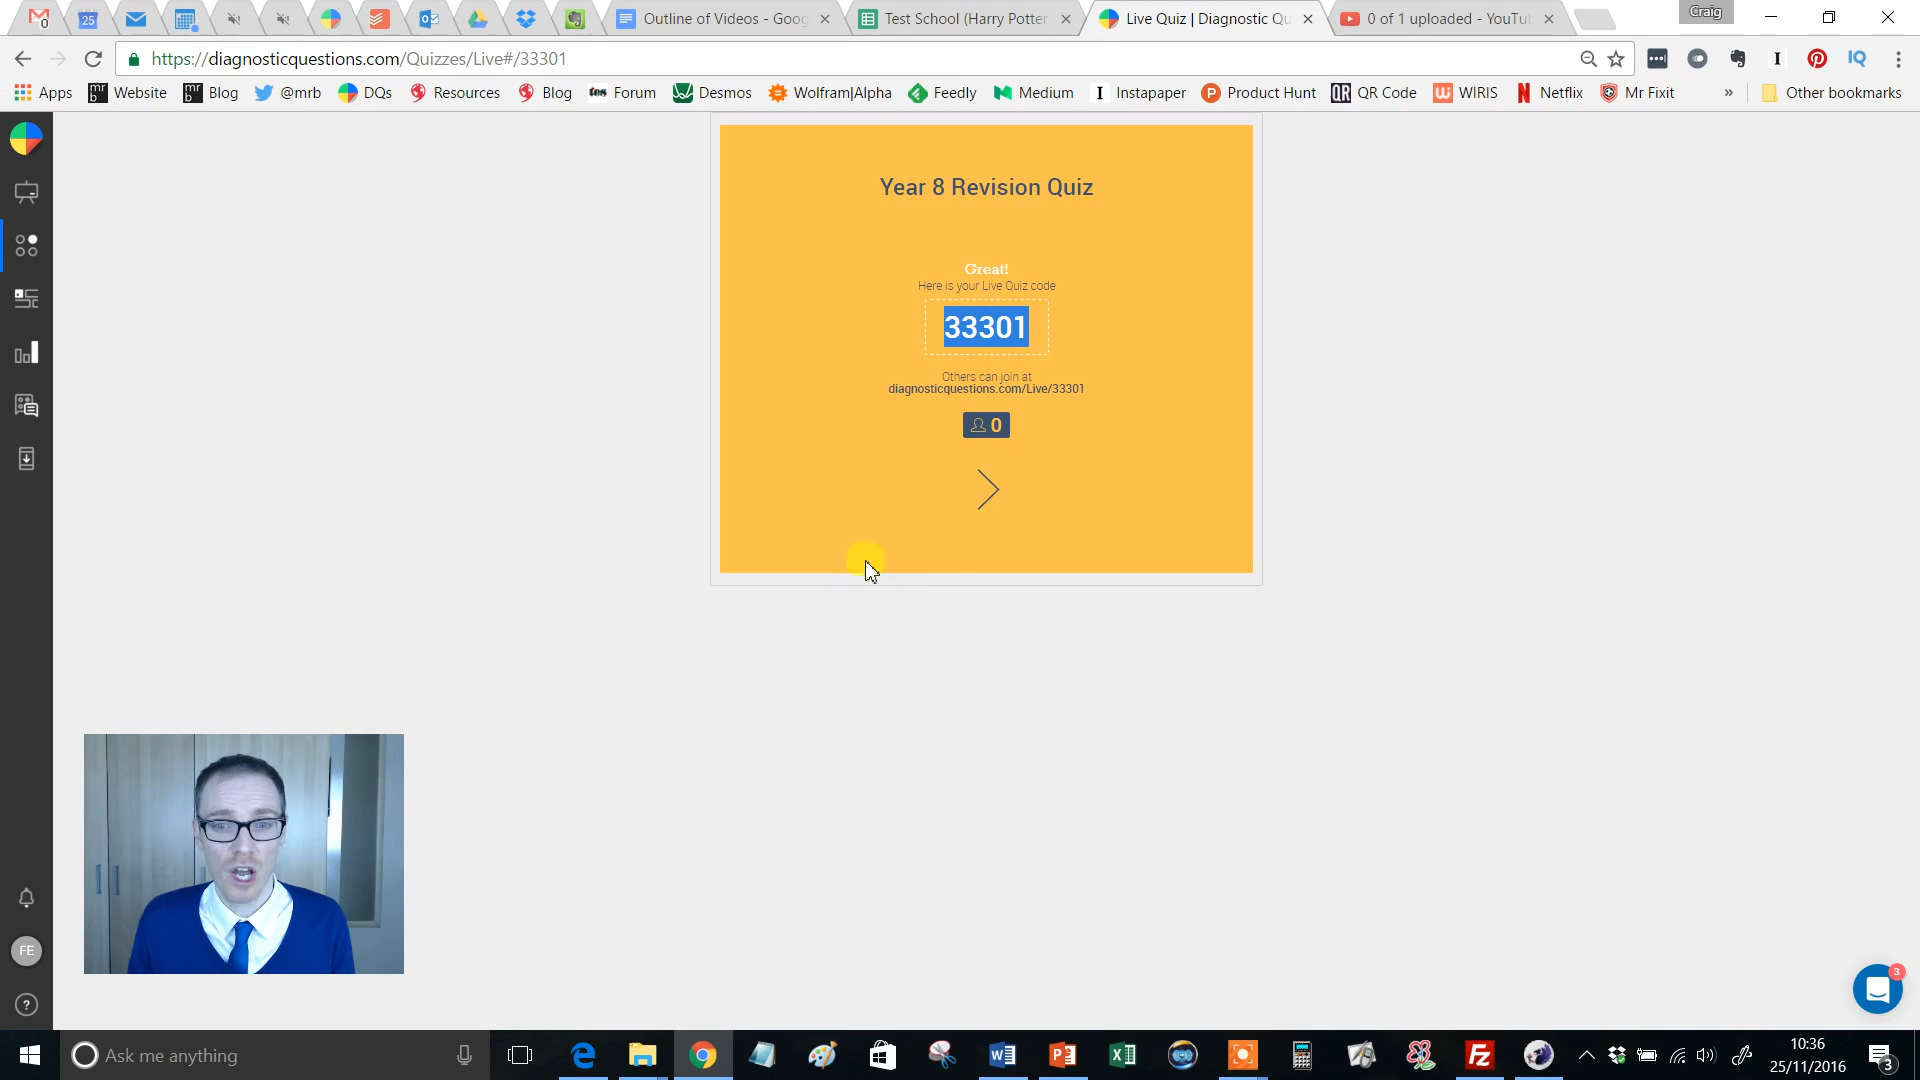 Outline of Videos - Goog
Test School (Harry Potter
Live Quiz | Diagnostic Qu
0 of 1 uploaded - YouTu
Craig
https://diagnosticquestions.com/Quizzes/Live#/33301
Apps
Website
Blog
@mrb
DQs
Resources
Blog
Forum
Desmos
Wolfram|Alpha
Feedly
Medium
Instapaper
Product Hunt
QR Code
WIRIS
Netflix
Mr Fixit
»
Other bookmarks
Year 8 Revision Quiz
Great!
Here is your Live Quiz code
33301
Others can join at
diagnosticquestions.com/Live/33301
0
FE
?
3
Ask me anything
10:36
25/11/2016
3